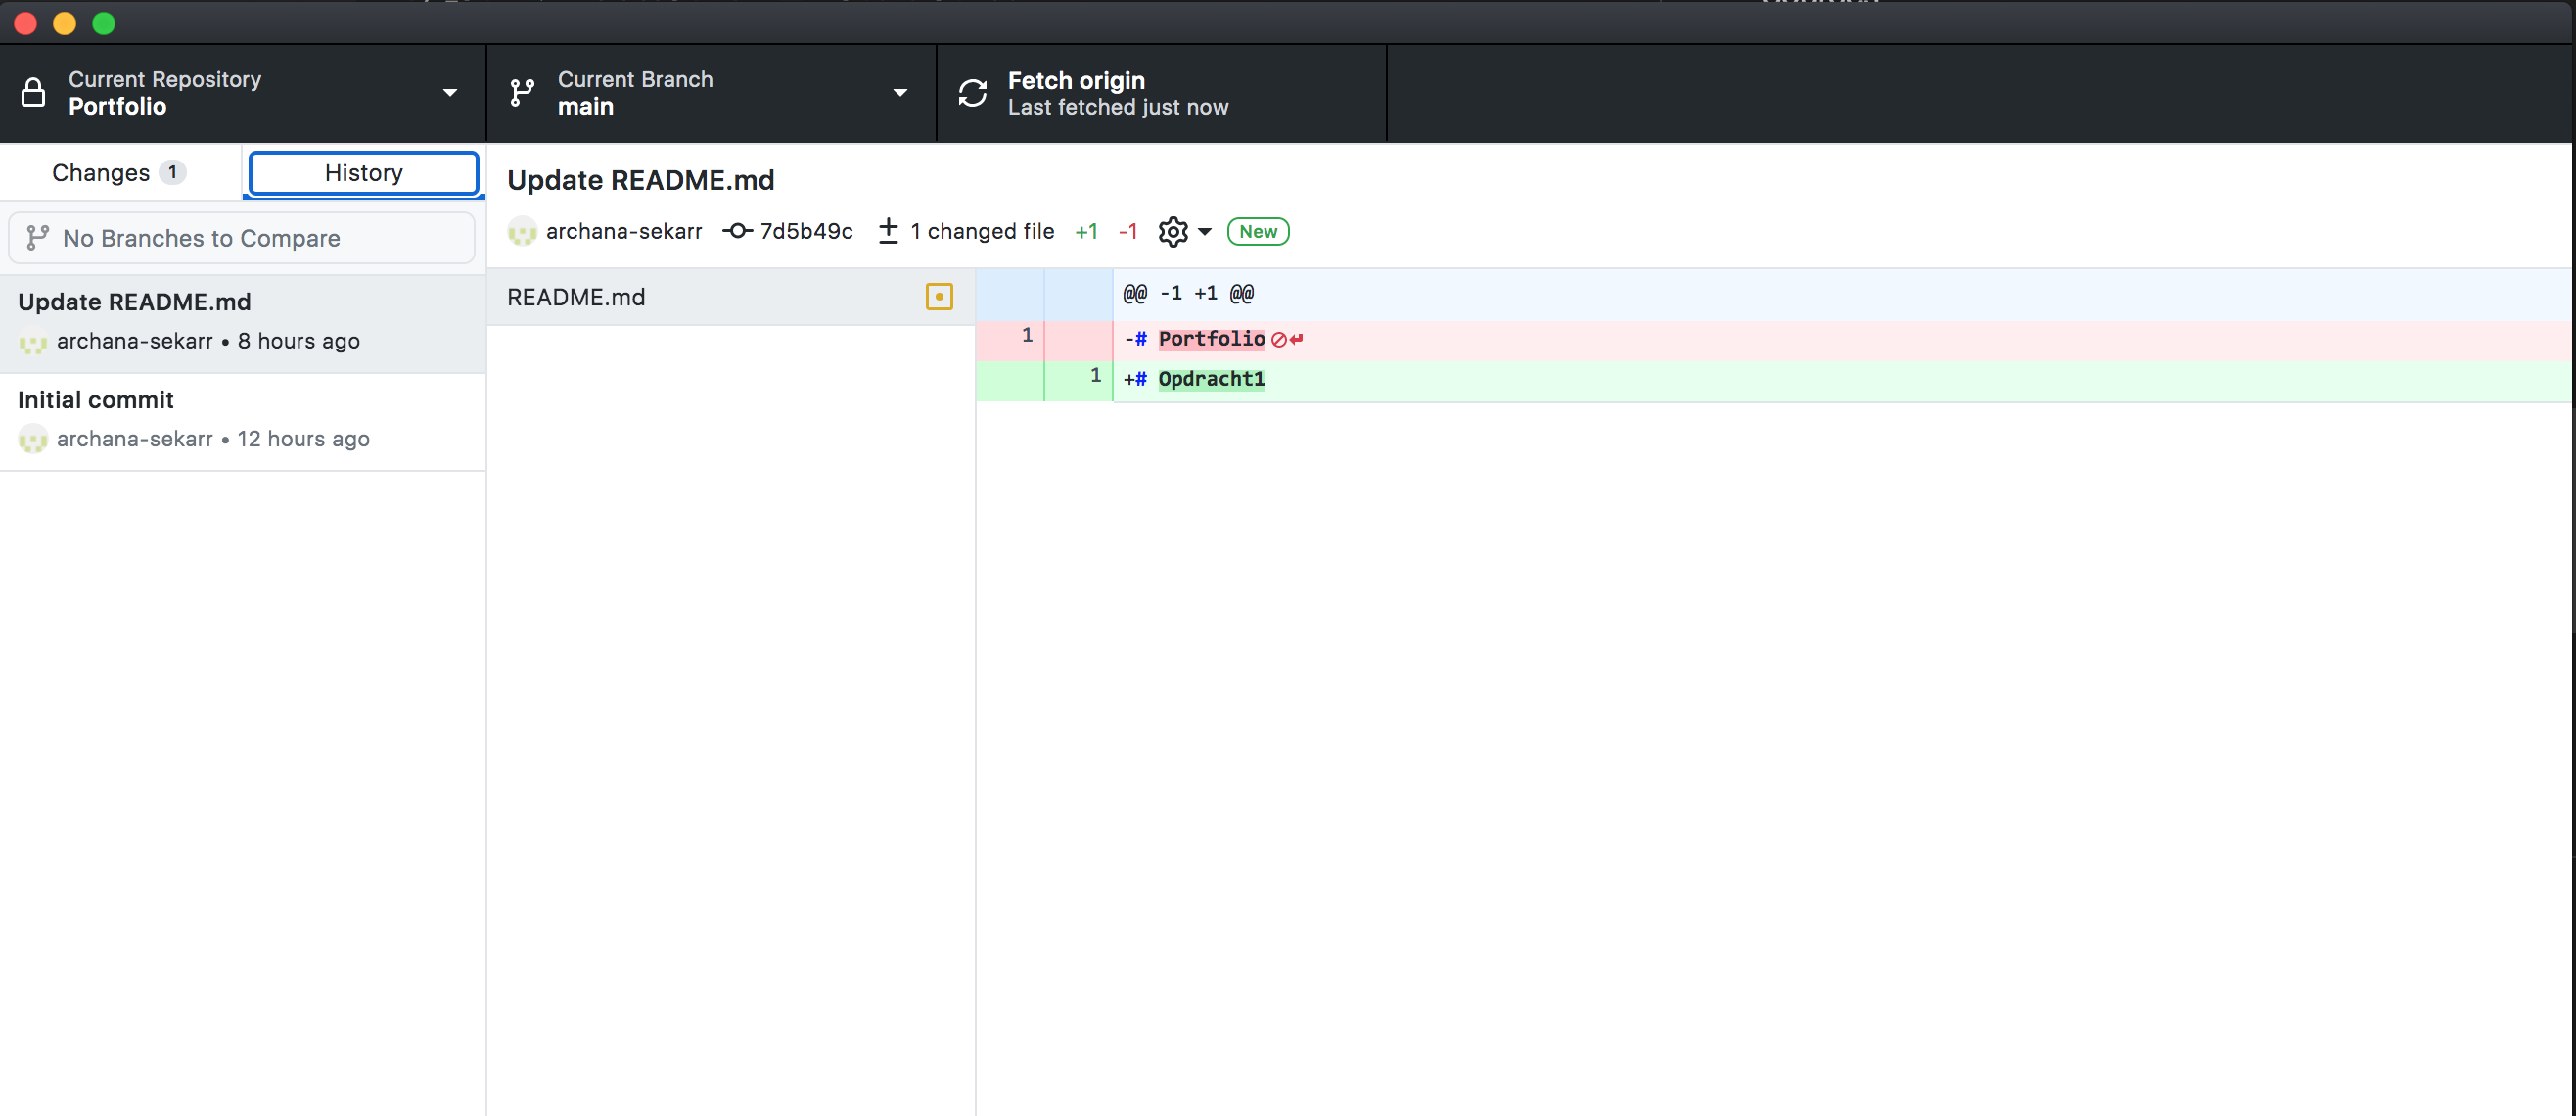 Current Repository
Portfolio
Current Branch
main
Fetch origin
Last fetched just now
Changes 1
History
No Branches to Compare
Update README.md
archana-sekarr • 8 hours ago
Initial commit
archana-sekarr • 12 hours ago
Update README.md
archana-sekarr 7d5b49c 1 changed file +1 -1 New
README.md
@@ -1 +1 @@
1 -# Portfolio
1 +# Opdracht1